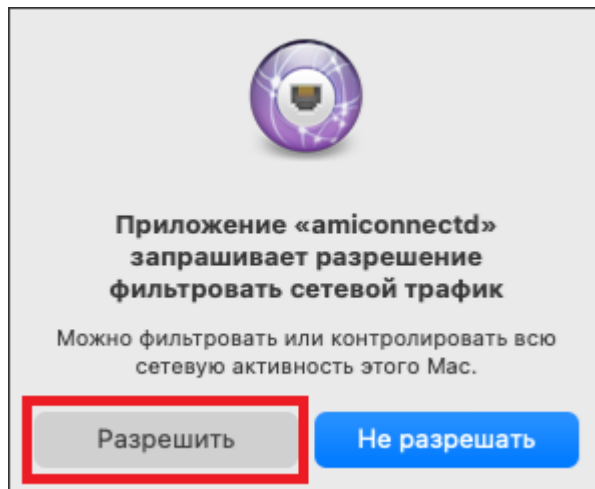 Приложение «amiconnectd»
запрашивает разрешение
фильтровать сетевой трафик
Можно фильтровать или контролировать всю
сетевую активность этого Mac.
Разрешить
Не разрешать